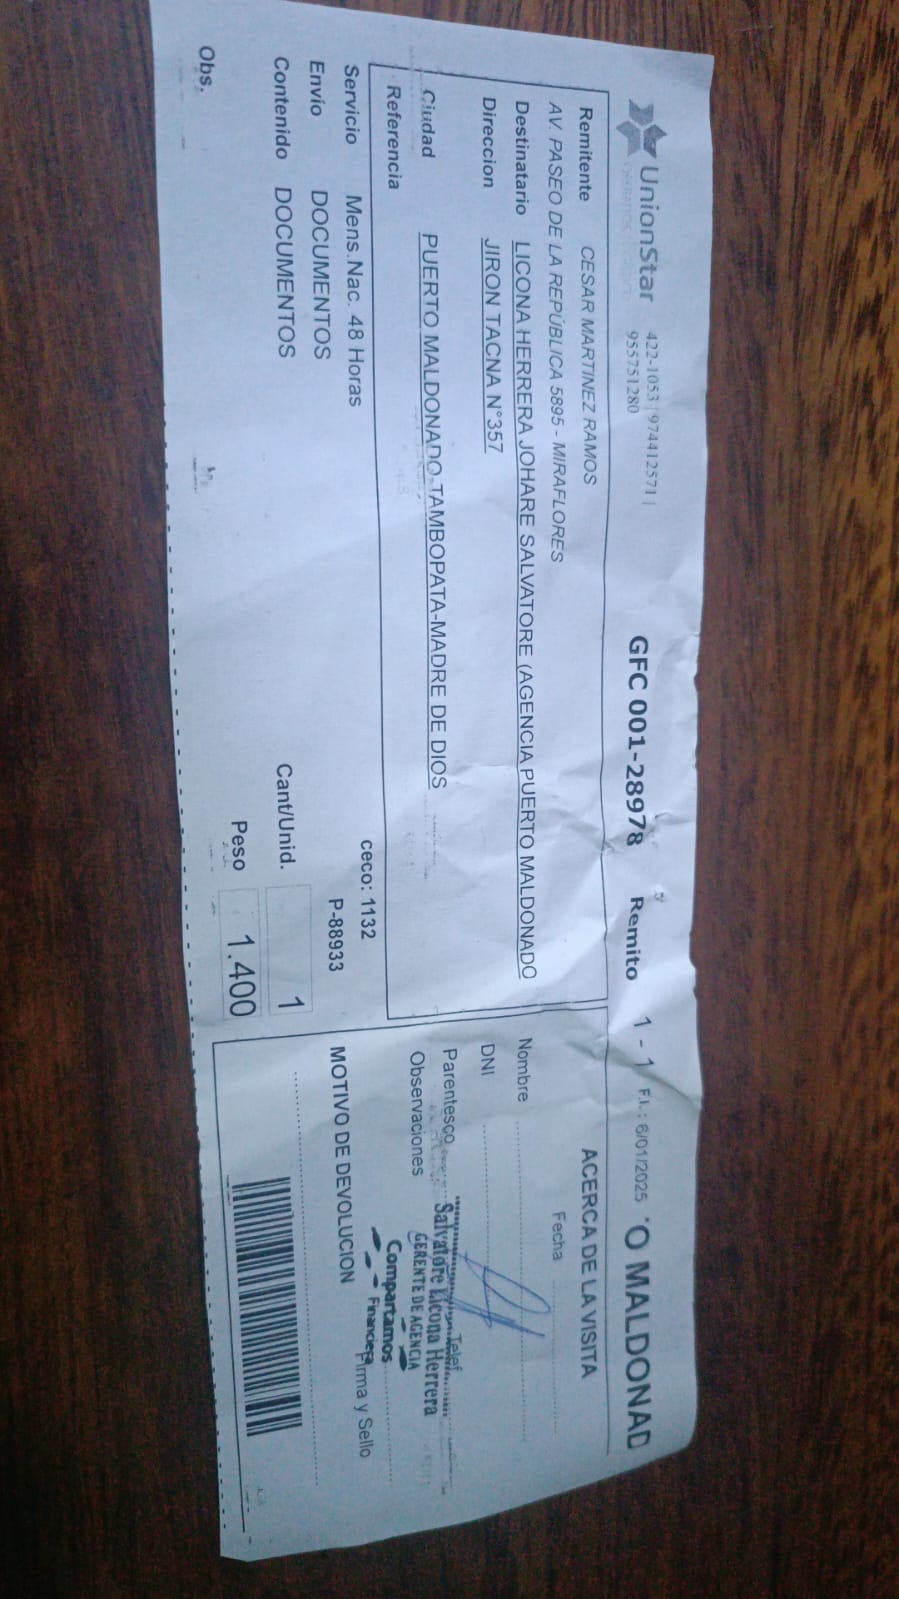 UnionStar
422-1053 | 974412571 |
955751280
GFC 001-28978 Remito 1 - 1 F.I.: 6/01/2025 'O MALDONAD
Remitente CESAR MARTINEZ RAMOS
AV. PASEO DE LA REPÚBLICA 5895 - MIRAFLORES
Destinatario LICONA HERRERA JOHARE SALVATORE (AGENCIA PUERTO MALDONADO
Direccion JIRON TACNA N°357
Ciudad PUERTO MALDONADO-TAMBOPATA-MADRE DE DIOS
Referencia
Servicio Mens.Nac. 48 Horas ceco: 1132
Envío DOCUMENTOS P-88933
Contenido DOCUMENTOS Cant/Unid. 1
Peso 1.400
Obs.
ACERCA DE LA VISITA
Fecha
Nombre
DNI
Parentesco Telef
Observaciones
Salvatore Licona Herrera
GERENTE DE AGENCIA
Compartamos
Financiera
Firma y Sello
MOTIVO DE DEVOLUCION